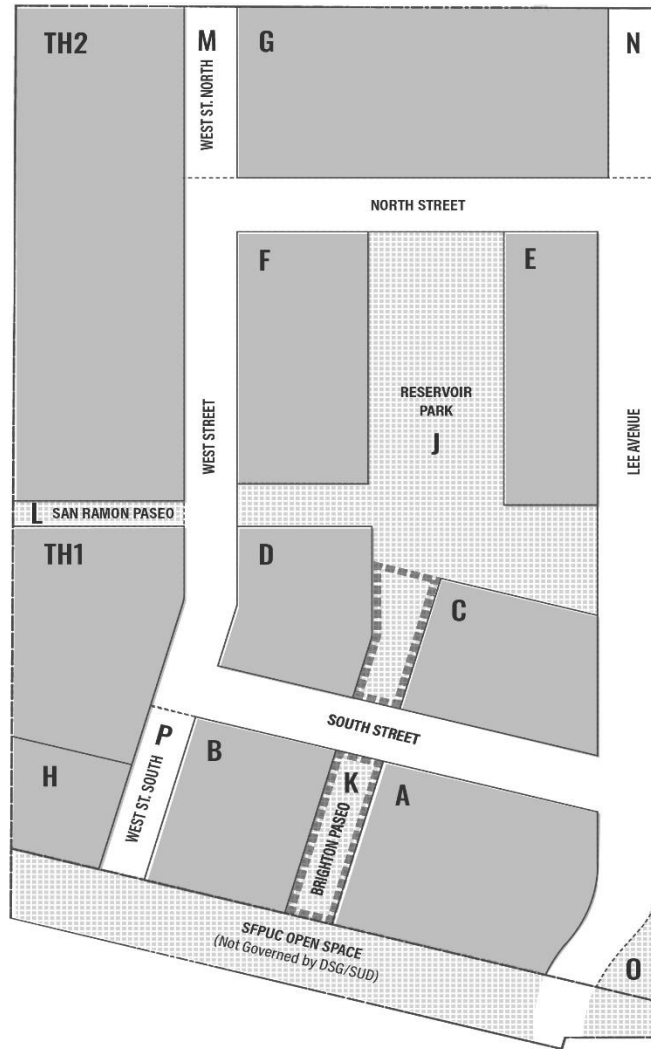 TH2
M
G
N
WEST ST. NORTH
NORTH STREET
F
E
RESERVOIR
PARK
J
WEST STREET
LEE AVENUE
L
SAN RAMON PASEO
TH1
D
C
SOUTH STREET
P
B
K
A
H
WEST ST. SOUTH
BRIGHTON PASEO
SFPUC OPEN SPACE
(Not Governed by DSG/SUD)
O